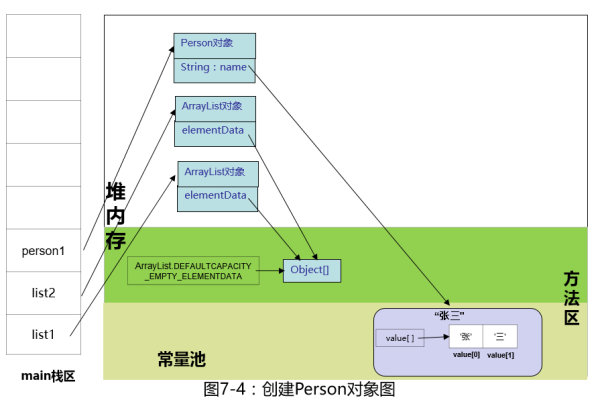 Person对象
String：name
ArrayList对象
elementData
ArrayList对象
elementData
堆
内
存
person1
list2
list1
main栈区
ArrayList DEFAULTCAPACITY
_EMPTY_ELEMENTDATA
Object[]
方
法
区
常量池
“张三”
value[ ]
'张'
'三'
value[0]
value[1]
图7-4：创建Person对象图